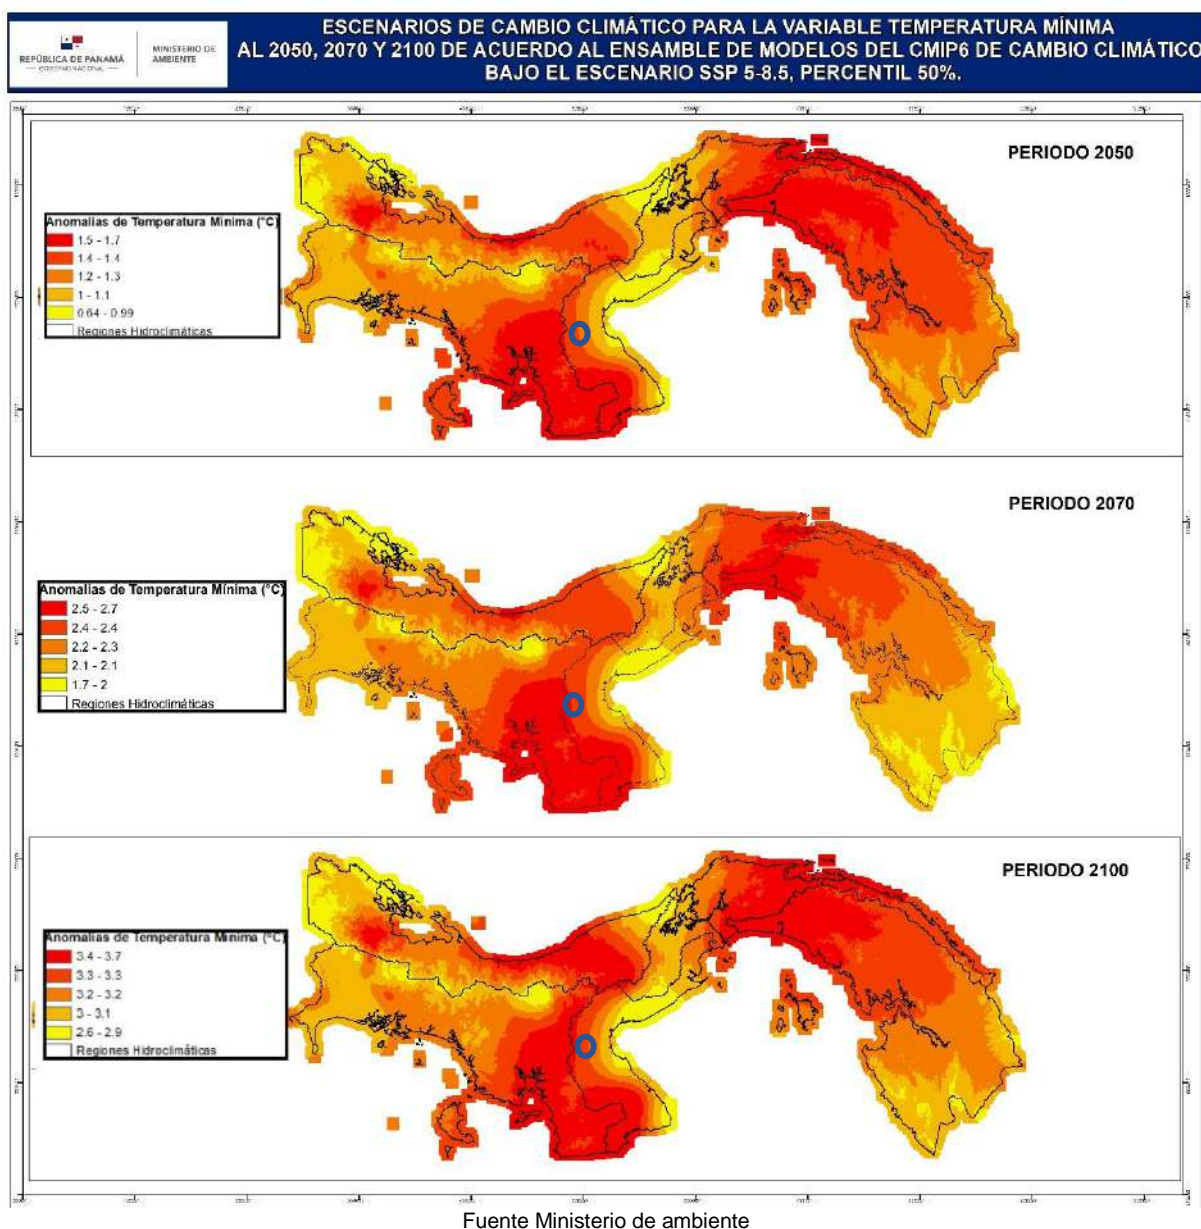 REPÚBLICA DE PANAMÁ
— GOBIERNO NACIONAL —
MINISTERIO DE
AMBIENTE
ESCENARIOS DE CAMBIO CLIMÁTICO PARA LA VARIABLE TEMPERATURA MÍNIMA
AL 2050, 2070 Y 2100 DE ACUERDO AL ENSAMBLE DE MODELOS DEL CMIP6 DE CAMBIO CLIMÁTICO
BAJO EL ESCENARIO SSP 5-8.5, PERCENTIL 50%.
PERIODO 2050
Anomalias de Temperatura Minima (°C)
1.5 - 1.7
1.4 - 1.4
1.2 - 1.3
1 - 1.1
0.64 - 0.99
Regiones Hidroclimáticas
PERIODO 2070
Anomalias de Temperatura Mínima (°C)
2.5 - 2.7
2.4 - 2.4
2.2 - 2.3
2.1 - 2.1
1.7 - 2
Regiones Hidroclimáticas
PERIODO 2100
Anomalias de Temperatura Minima (°C)
3.4 - 3.7
3.3 - 3.3
3.2 - 3.2
3 - 3.1
2.6 - 2.9
Regiones Hidroclimáticas
Fuente Ministerio de ambiente